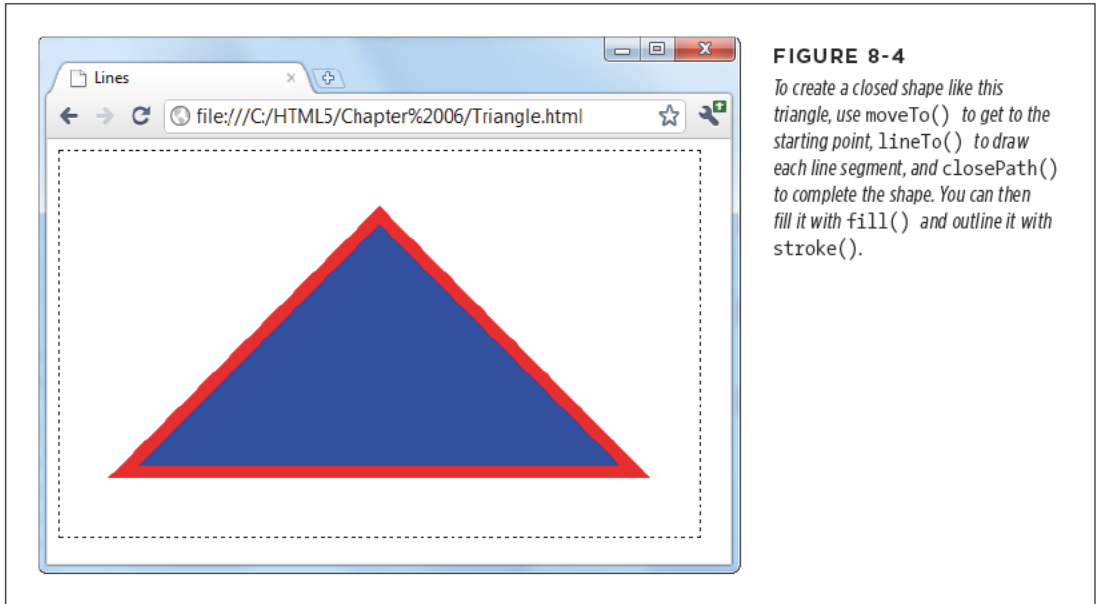 Lines
file:///C:/HTML5/Chapter%2006/Triangle.html
FIGURE 8-4
To create a closed shape like this
triangle, use moveTo() to get to the
starting point, lineTo() to draw
each line segment, and closePath()
to complete the shape. You can then
fill it with fill() and outline it with
stroke().